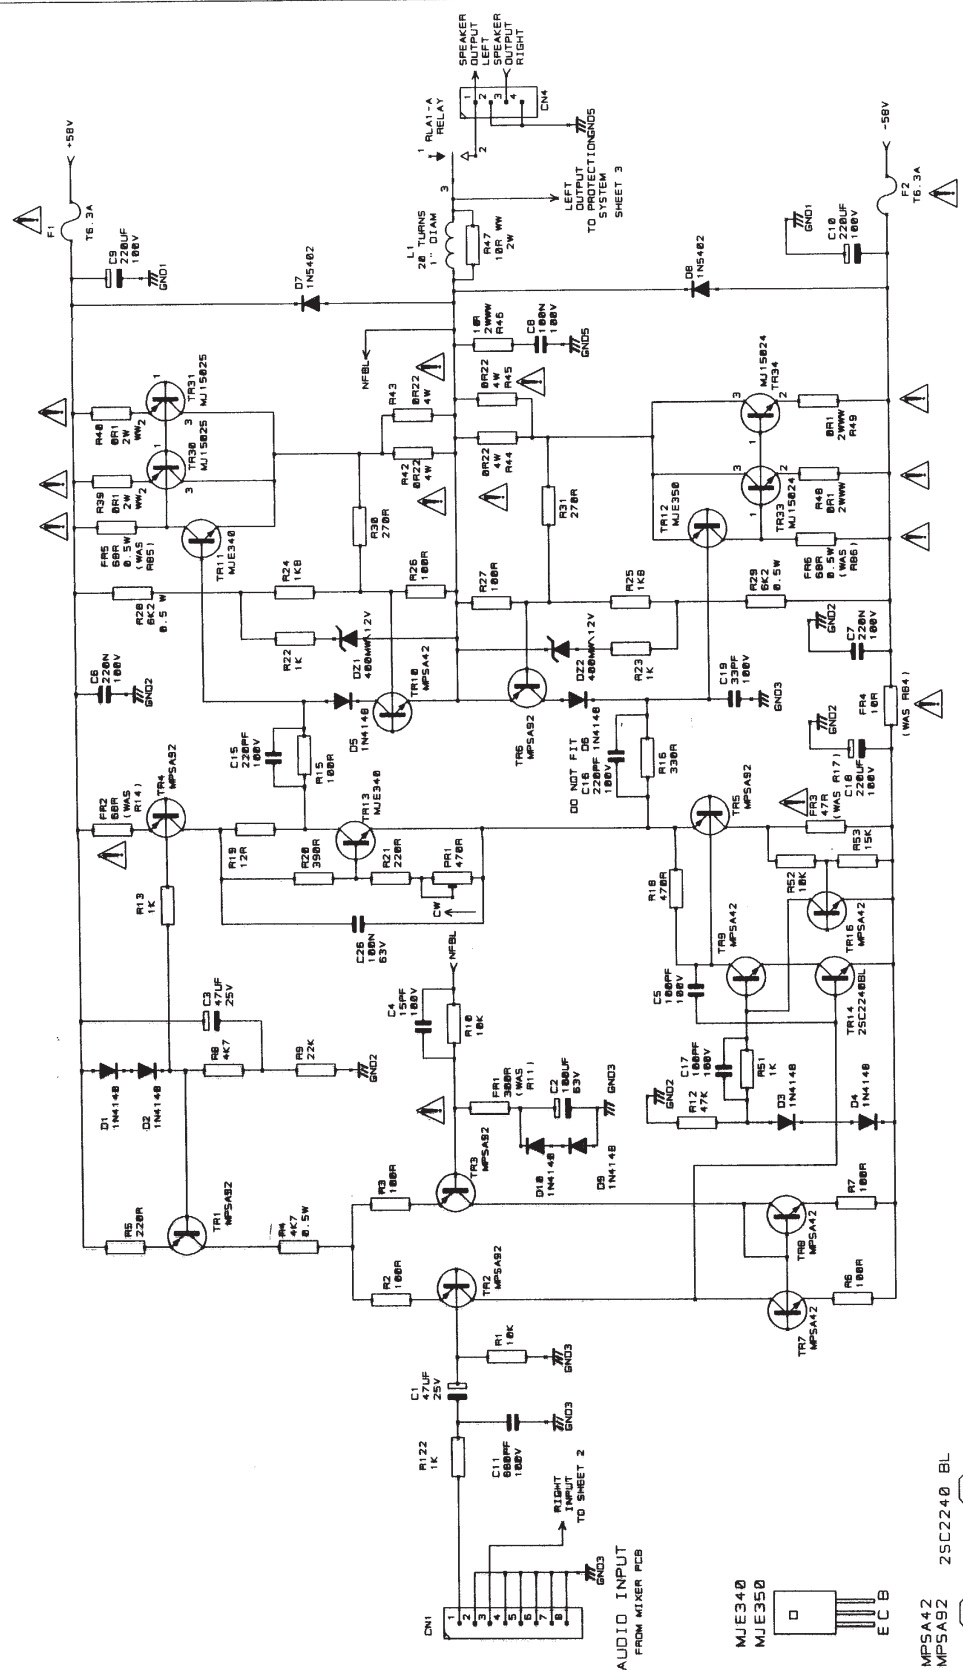 +58V
F1
T6.3A
C9
220UF
100V
GND1
D7
1N5402
R40
0R1
2W
WW
TR31
MJ15025
R39
0R1
2W
WW
TR30
MJ15025
FR5
68R
0.5W
(WAS
R85)
TR11
MJE340
R28
6K2
0.5 W
R24
1K8
R22
1K
DZ1
400MW\12V
R30
270R
R26
100R
R43
0R22
4W
R42
0R22
4W
NFBL
C6
220N
100V
GND2
D5
1N4148
TR10
MPSA42
C15
220PF
100V
R15
100R
FR2
68R
(WAS
R14)
TR4
MPSA92
R13
1K
R19
12R
R20
390R
TR13
MJE340
R21
220R
PR1
470R
CW
C26
100N
63V
C3
47UF
25V
D1
1N4148
D2
1N4148
R8
4K7
R9
22K
GND2
R5
220R
TR1
MPSA92
R4
4K7
0.5W
R3
100R
R2
100R
TR3
MPSA92
TR2
MPSA92
NFBL
C4
15PF
100V
R10
10K
FR1
300R
(WAS
R11)
C2
100UF
63V
GND3
D10
1N4148
D9
1N4148
SPEAKER
OUTPUT
LEFT
SPEAKER
OUTPUT
RIGHT
1
2
3
4
CN4
GND5
RLA1-A
RELAY
1
2
3
LEFT
OUTPUT
TO PROTECTION
SYSTEM
SHEET 3
L1
20 TURNS
1" DIAM
R47
10R WW
2W
10R
2WWW
R46
C8
100N
100V
GND5
0R22
4W
R45
0R22
4W
R44
R31
270R
D8
1N5402
C10
220UF
100V
GND1
-58V
F2
T6.3A
MJ15024
TR34
0R1
2WWW
R49
TR33
MJ15024
0R1
2WWW
R48
TR12
MJE350
FR6
68R
0.5W
(WAS
R86)
R27
100R
R25
1K8
R29
6K2
0.5W
DZ2
400MW\12V
R23
1K
C7
220N
100V
GND2
TR6
MPSA92
D6
1N4148
C19
33PF
100V
GND3
FR4
10R
(WAS R84)
DO NOT FIT
C16
220PF
100V
R16
330R
GND2
C18
220UF
100V
TR5
MPSA92
FR3
47R
(WAS R17)
R18
470R
R52
10K
R53
15K
TR9
MPSA42
TR16
MPSA42
C5
100PF
100V
TR14
2SC2240BL
C17
100PF
100V
R51
1K
GND2
R12
47K
D3
1N4148
D4
1N4148
TR8
MPSA42
R7
100R
TR7
MPSA42
R6
100R
C1
47UF
25V
R1
10K
GND3
R122
1K
C11
680PF
100V
GND3
CN1
1
2
3
4
5
6
7
8
GND3
RIGHT
INPUT
TO SHEET 2
AUDIO INPUT
FROM MIXER PCB
MJE340
MJE350
E C B
MPSA42
MPSA92
2SC2240 BL